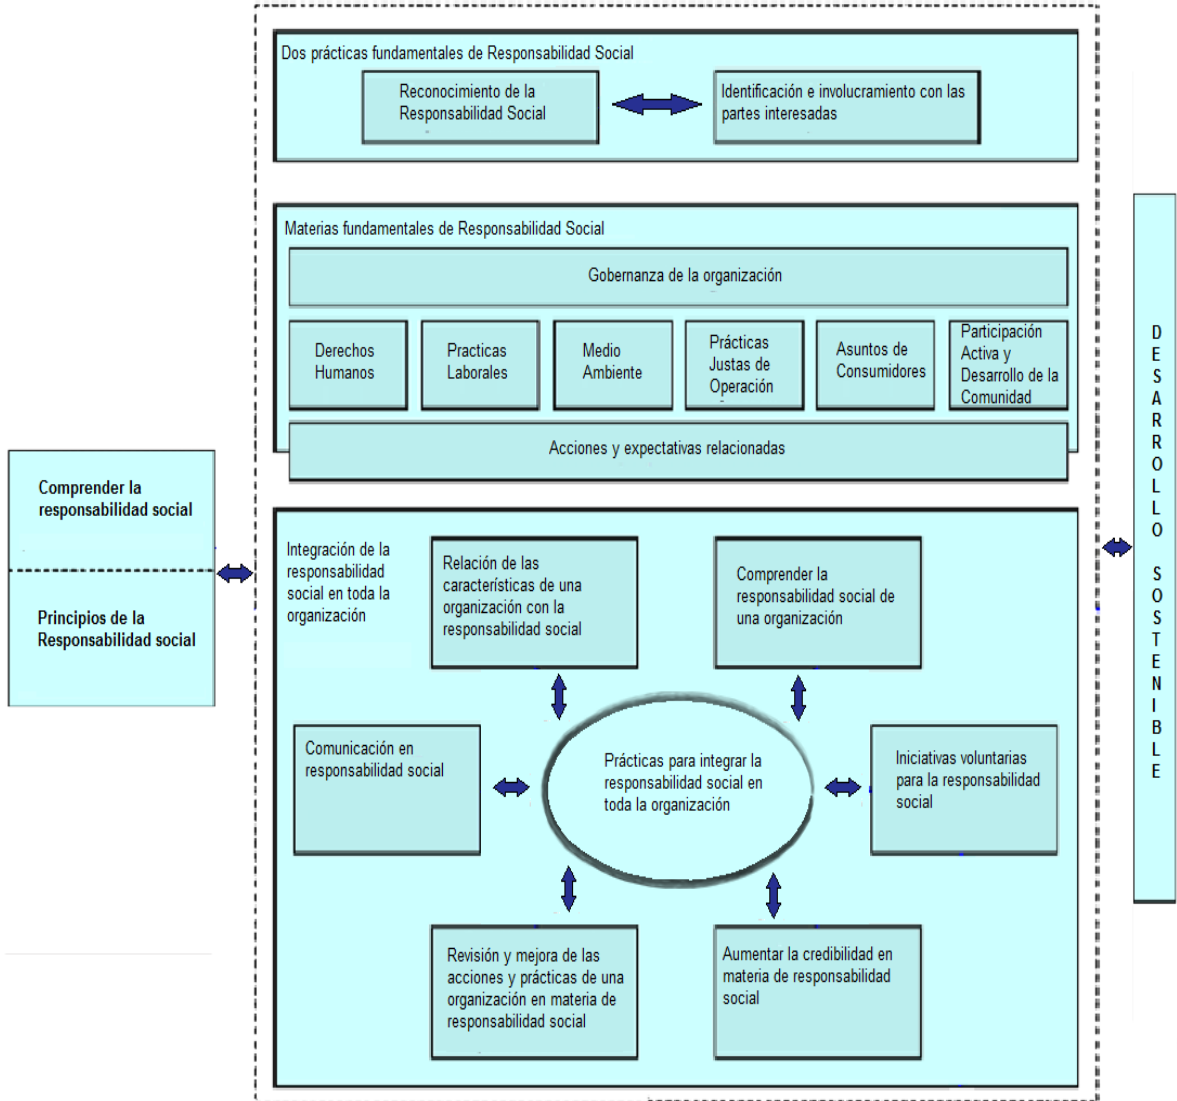 Dos prácticas fundamentales de Responsabilidad Social
Reconocimiento de la
Responsabilidad Social
Identificación e involucramiento con las
partes interesadas
Materias fundamentales de Responsabilidad Social
Gobernanza de la organización
Derechos
Humanos
Practicas
Laborales
Medio
Ambiente
Prácticas
Justas de
Operación
Asuntos de
Consumidores
Participación
Activa y
Desarrollo de la
Comunidad
Acciones y expectativas relacionadas
Comprender la
responsabilidad social
Principios de la
Responsabilidad social
Integración de la
responsabilidad
social en toda la
organización
Relación de las
características de una
organización con la
responsabilidad social
Comprender la
responsabilidad social de
una organización
Comunicación en
responsabilidad social
Prácticas para integrar la
responsabilidad social en
toda la organización
Iniciativas voluntarias
para la responsabilidad
social
Revisión y mejora de las
acciones y prácticas de una
organización en materia de
responsabilidad social
Aumentar la credibilidad en
materia de responsabilidad
social
DESARROLLO SOSTENIBLE